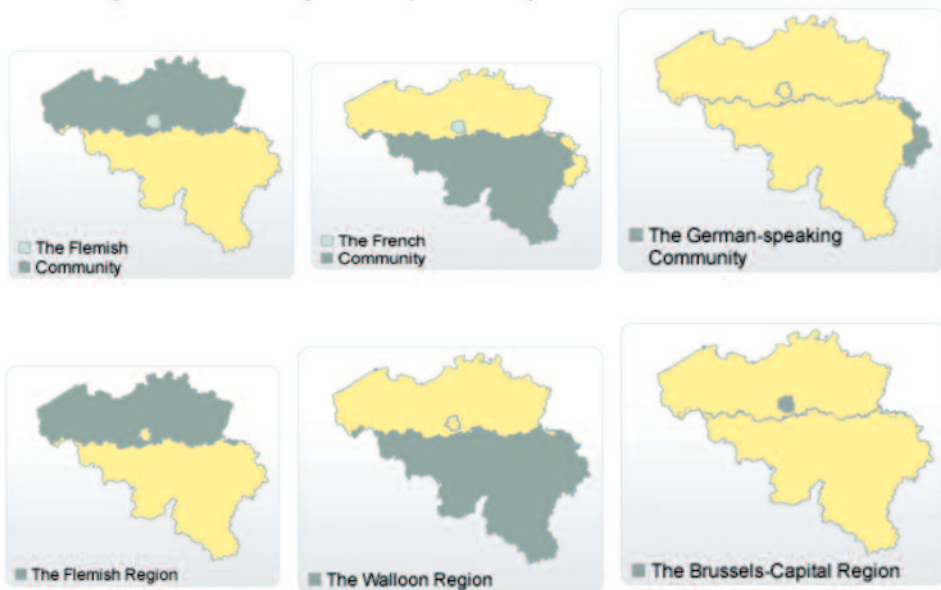 The Flemish
Community
The French
Community
The German-speaking
Community
The Flemish Region
The Walloon Region
The Brussels-Capital Region